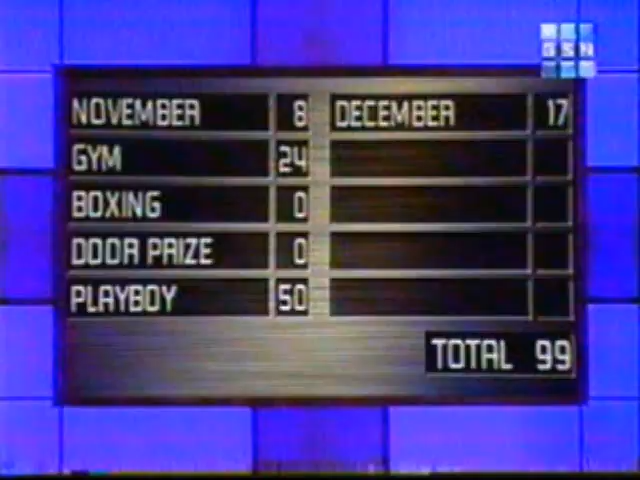 GSN
NOVEMBER 8 DECEMBER 17
GYM 24
BOXING 0
DOOR PRIZE 0
PLAYBOY 50
TOTAL 99